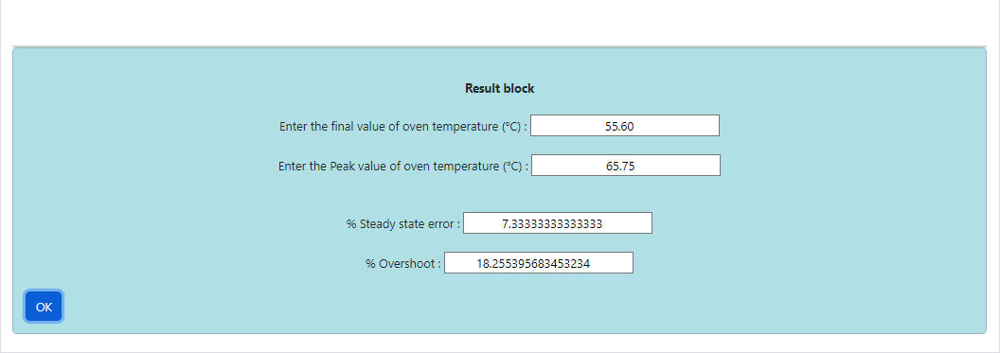 Result block
Enter the final value of oven temperature (°C) : 55.60
Enter the Peak value of oven temperature (°C) : 65.75
% Steady state error : 7.33333333333333
% Overshoot : 18.255395683453234
OK